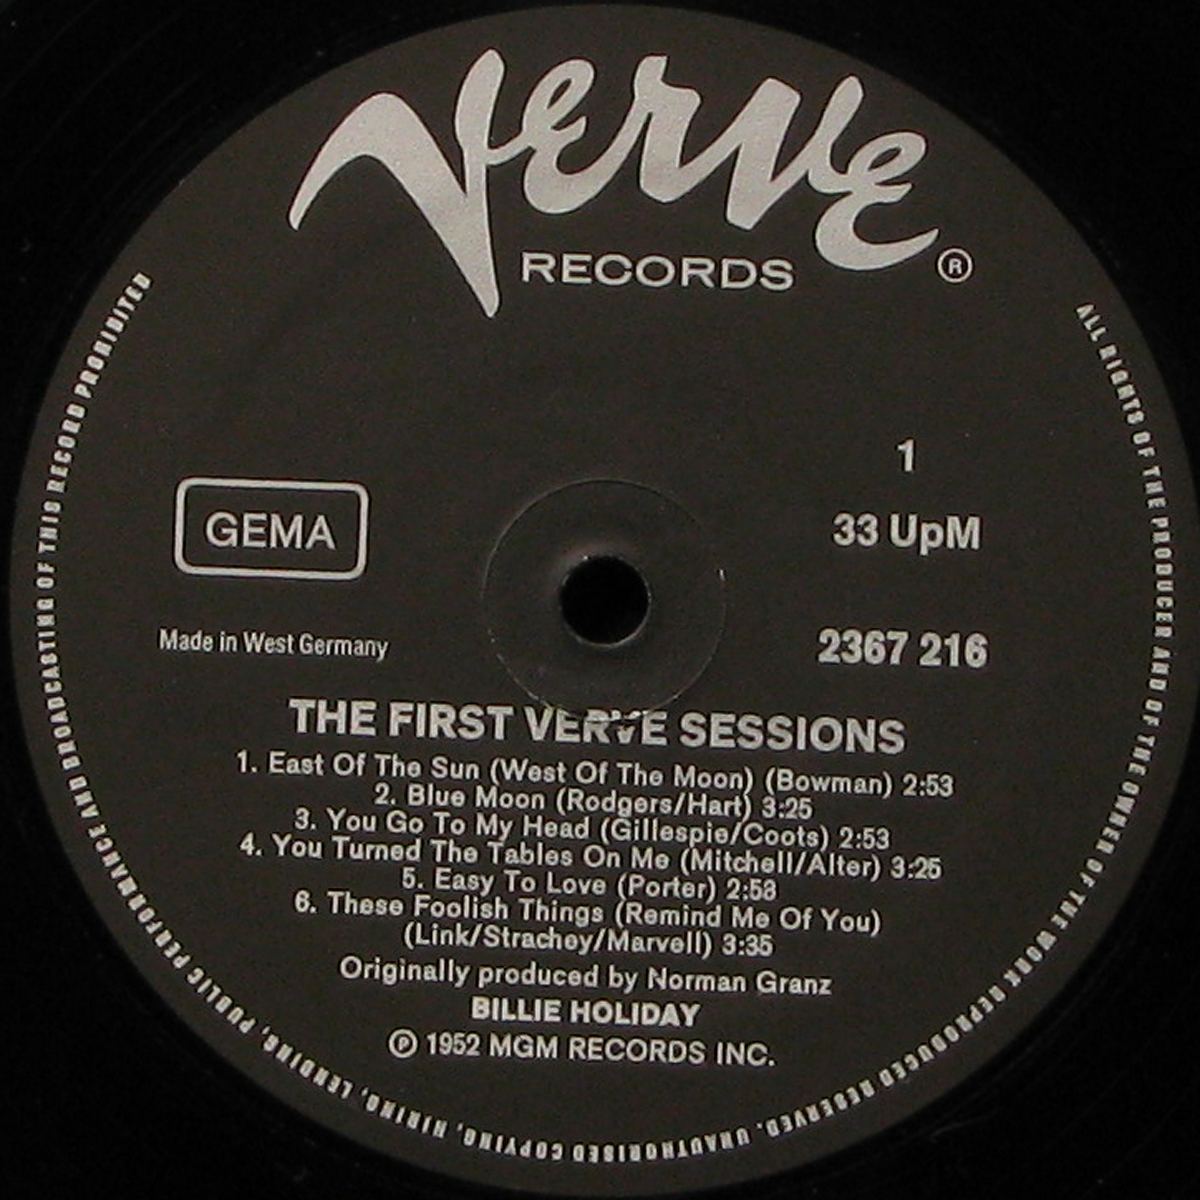 Verve
RECORDS ®
1
GEMA
33 UpM
Made in West Germany
2367 216
THE FIRST VERVE SESSIONS
1. East Of The Sun (West Of The Moon) (Bowman) 2:53
2. Blue Moon (Rodgers/Hart) 3:25
3. You Go To My Head (Gillespie/Coots) 2:53
4. You Turned The Tables On Me (Mitchell/Alter) 3:25
5. Easy To Love (Porter) 2:58
6. These Foolish Things (Remind Me Of You)
(Link/Strachey/Marvell) 3:35
Originally produced by Norman Granz
BILLIE HOLIDAY
℗ 1952 MGM RECORDS INC.
ALL RIGHTS OF THE PRODUCER AND OF THE OWNER OF THE WORK REPRODUCED RESERVED. UNAUTHORISED COPYING, HIRING, LENDING, PUBLIC PERFORMANCE AND BROADCASTING OF THIS RECORD PROHIBITED